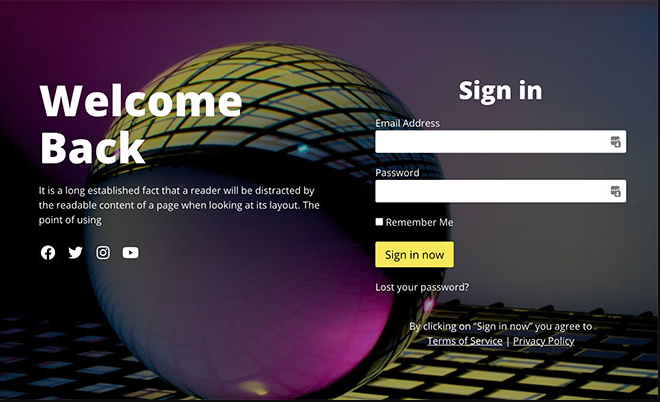 Welcome
Back
It is a long established fact that a reader will be distracted by
the readable content of a page when looking at its layout. The
point of using
Sign in
Email Address
Password
Remember Me
Sign in now
Lost your password?
By clicking on “Sign in now” you agree to
Terms of Service | Privacy Policy